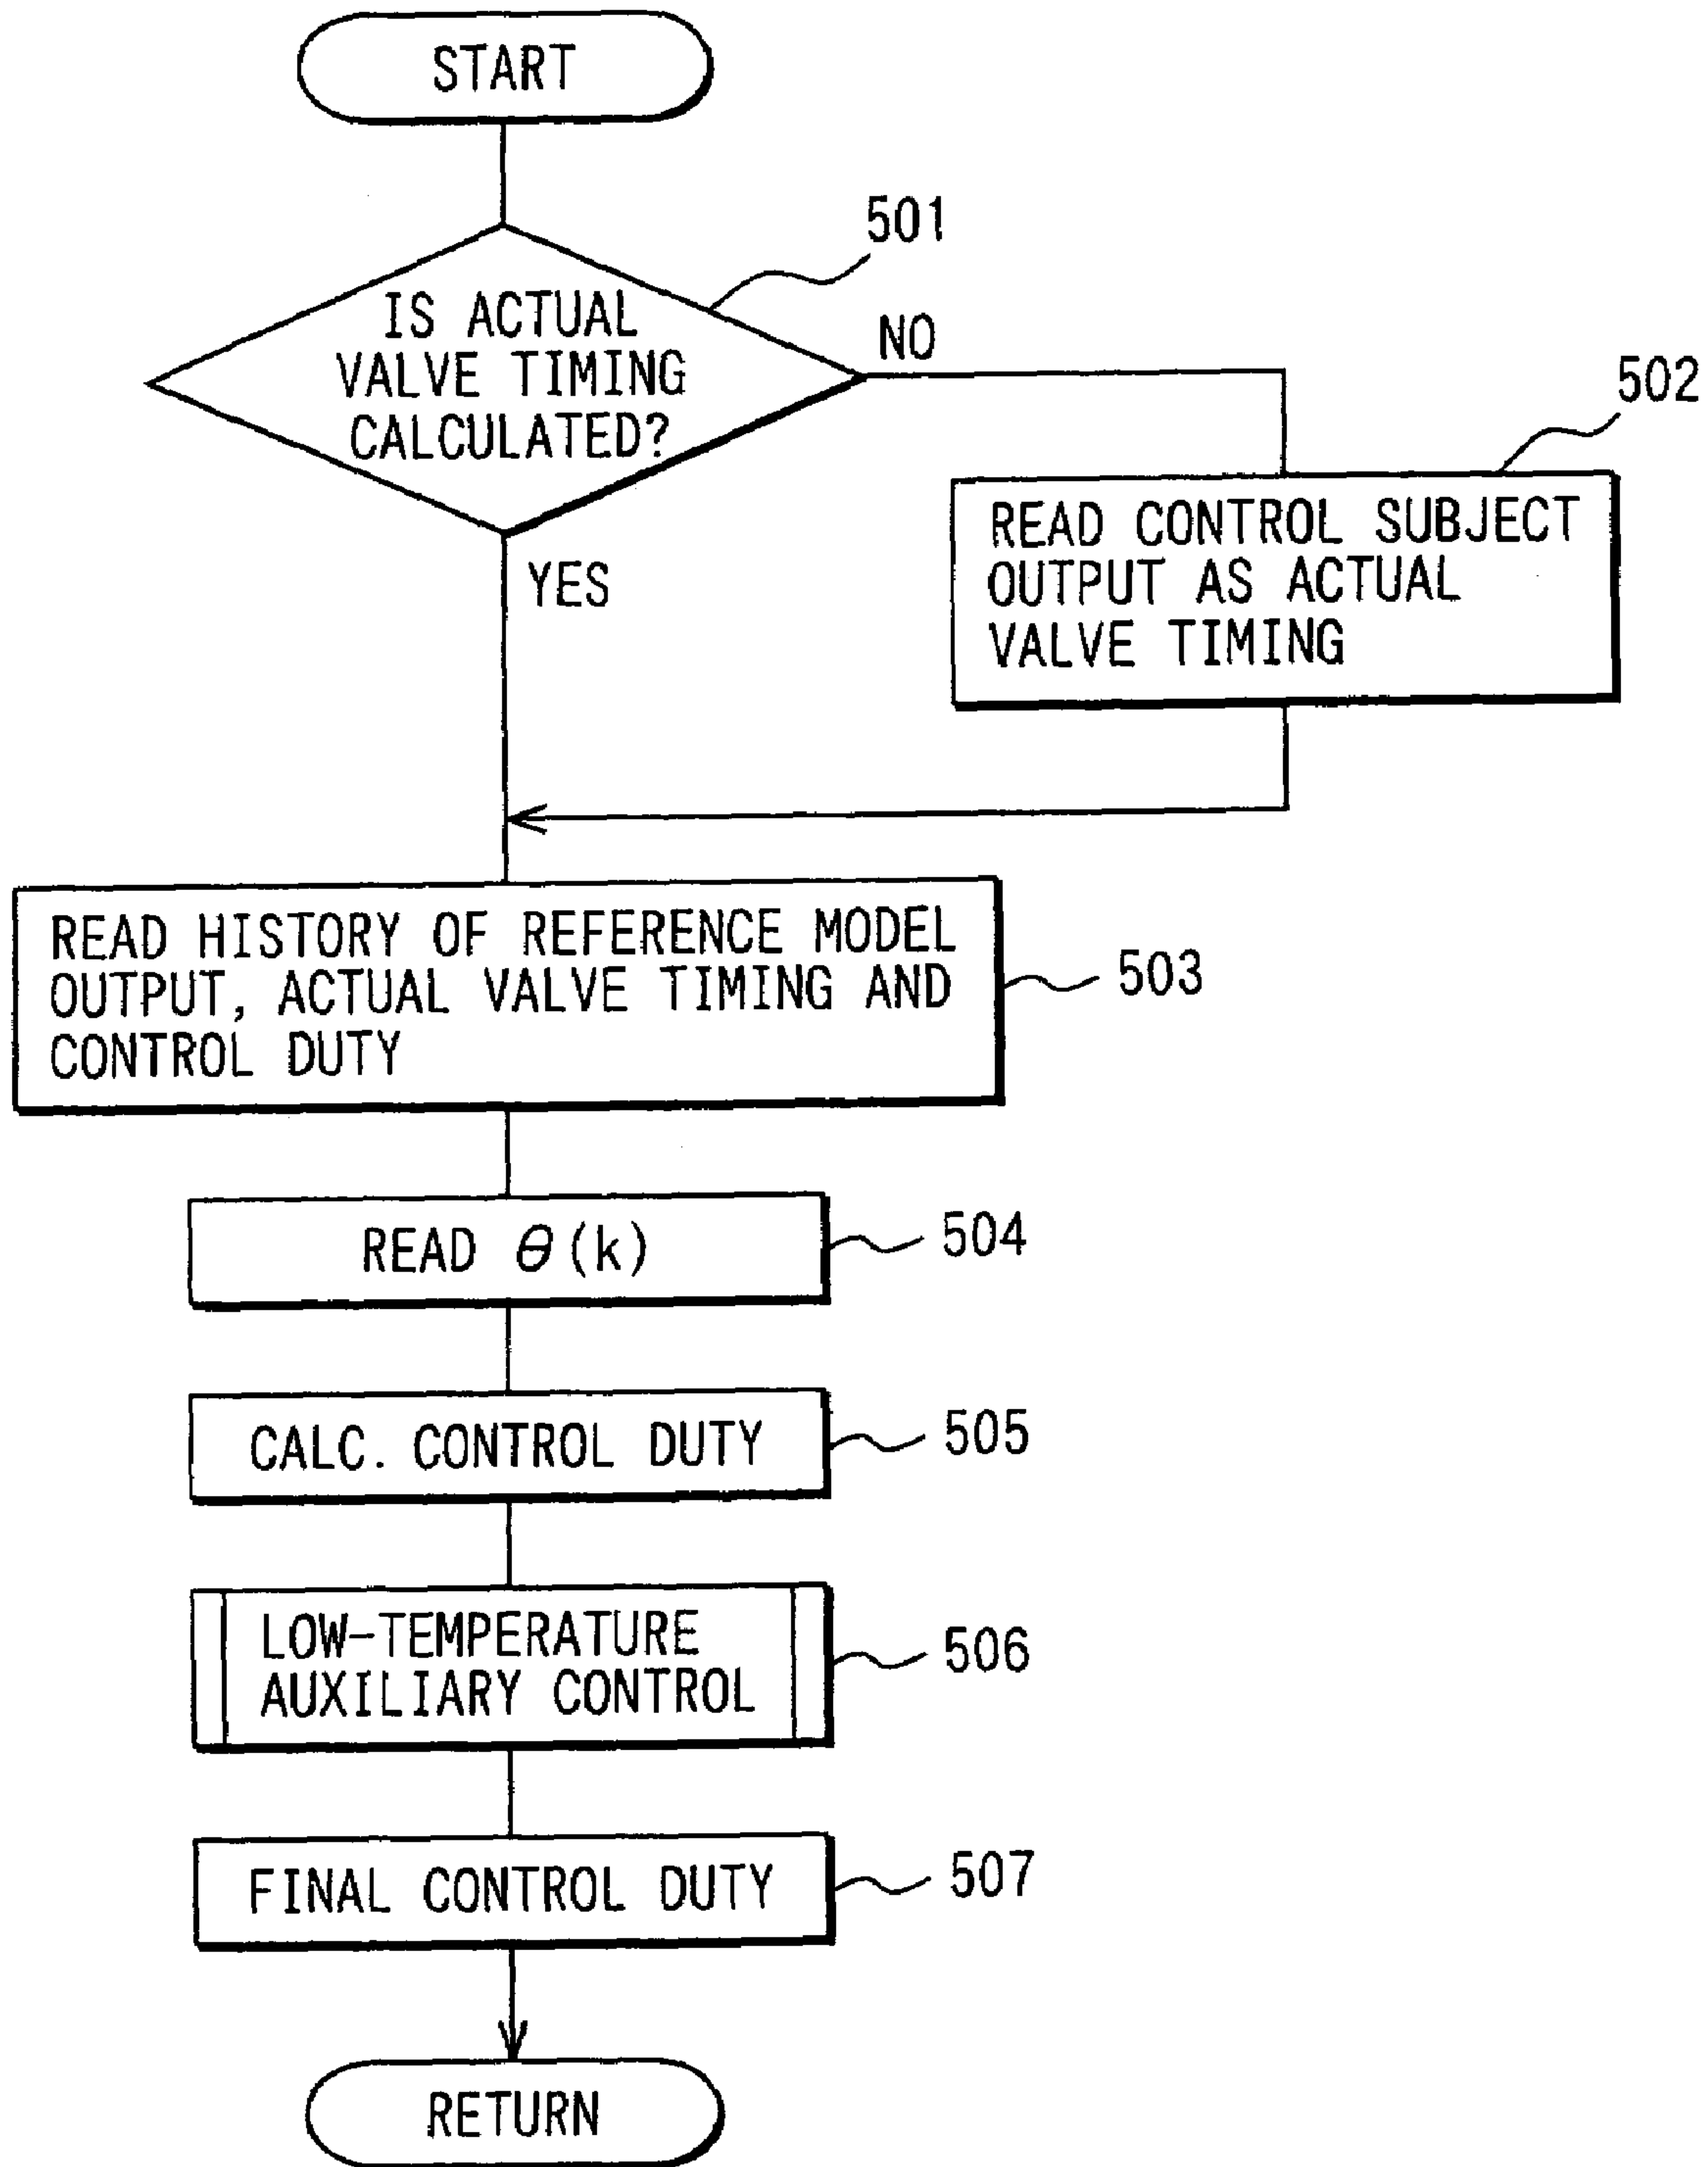 START
501
IS ACTUAL
VALVE TIMING
CALCULATED?
NO
502
YES
READ CONTROL SUBJECT
OUTPUT AS ACTUAL
VALVE TIMING
READ HISTORY OF REFERENCE MODEL
OUTPUT, ACTUAL VALVE TIMING AND
CONTROL DUTY
503
READ θ(k)
504
CALC. CONTROL DUTY
505
LOW-TEMPERATURE
AUXILIARY CONTROL
506
FINAL CONTROL DUTY
507
RETURN